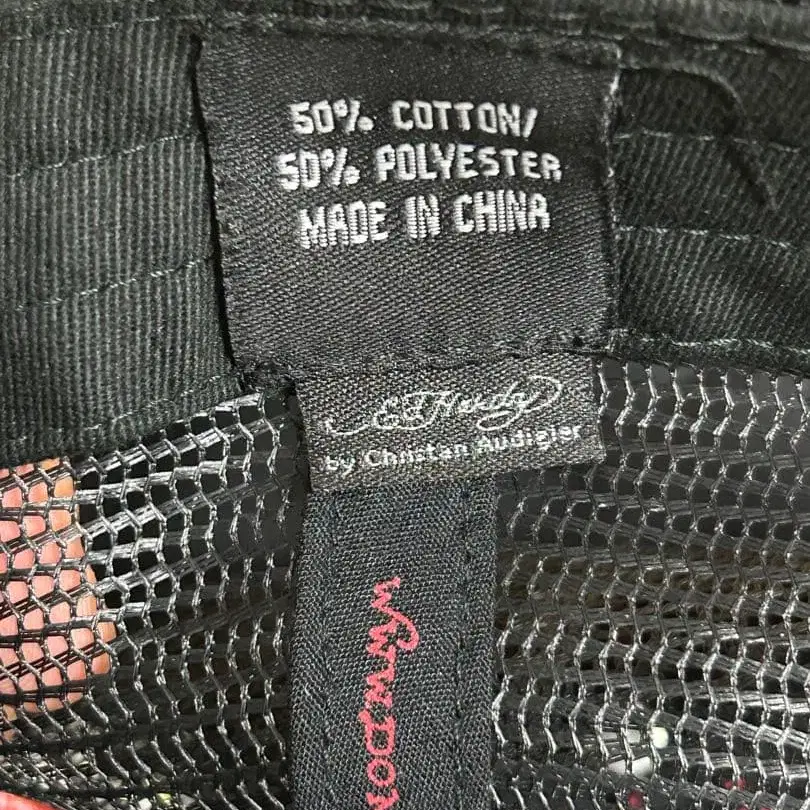 50% COTTON/
50% POLYESTER
MADE IN CHINA
Ed Hardy
by Christian Audigier